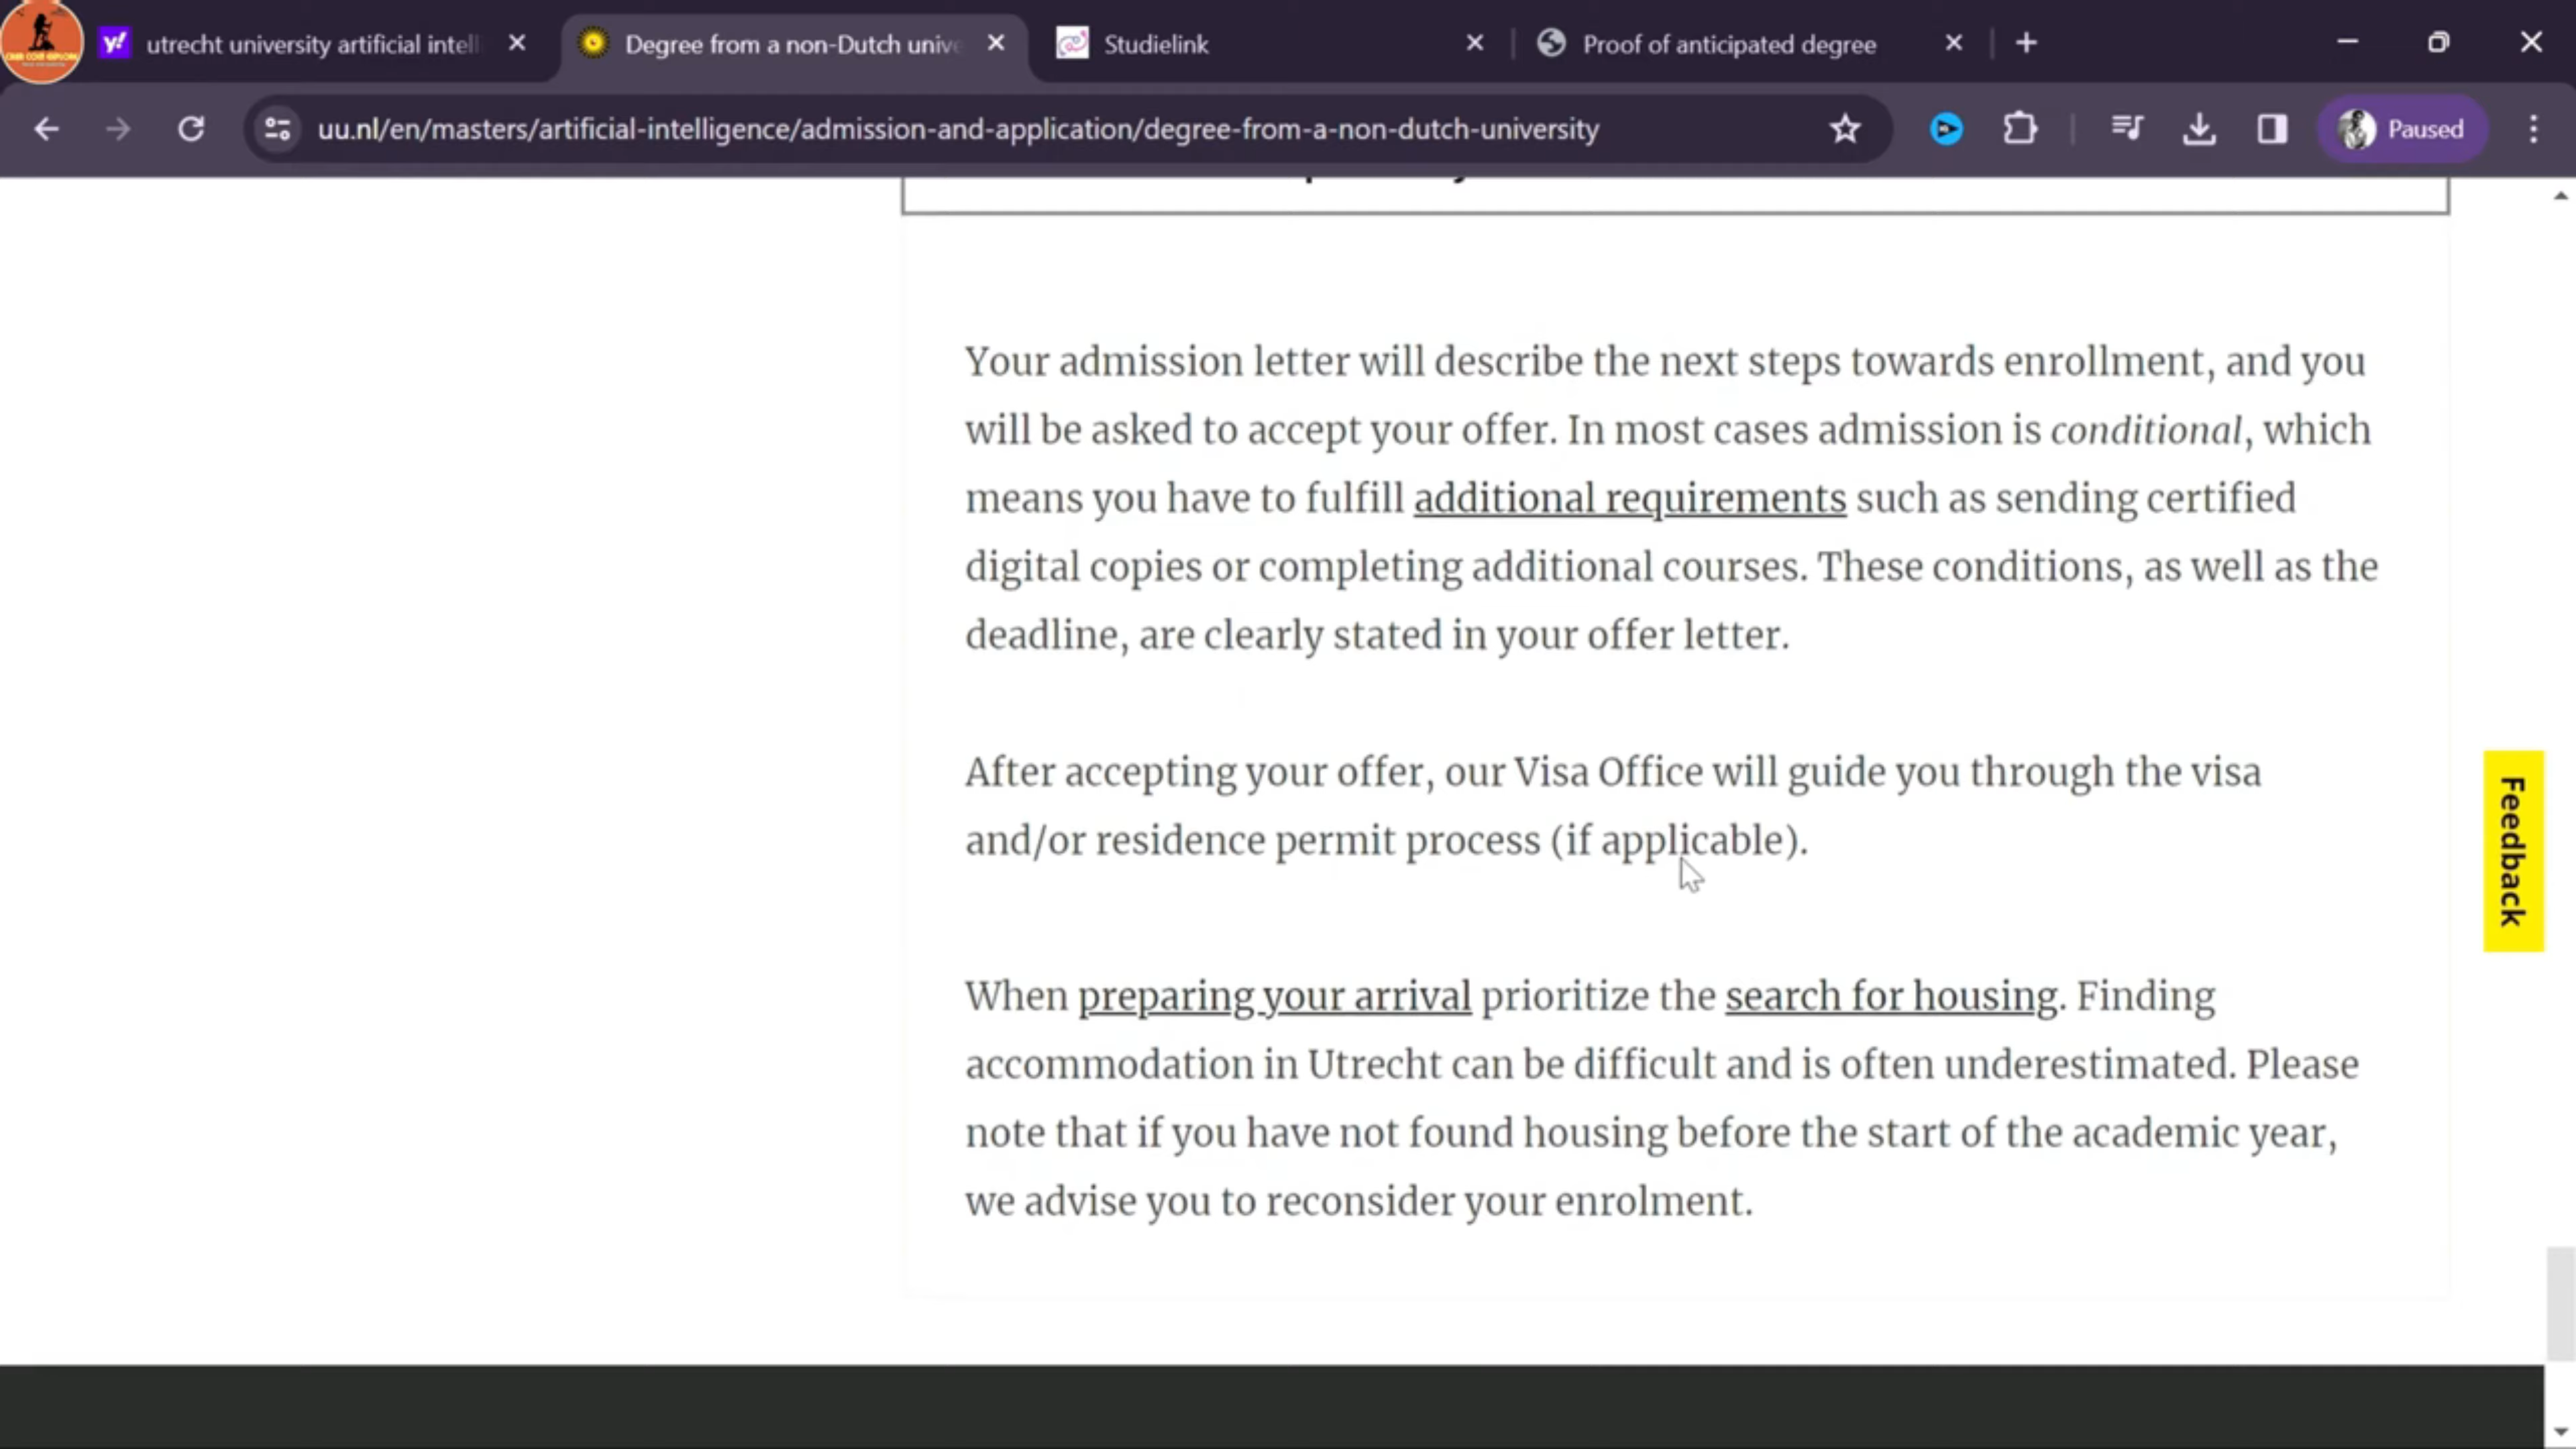 utrecht university artificial intell
Degree from a non-Dutch unive
Studielink
Proof of anticipated degree
uu.nl/en/masters/artificial-intelligence/admission-and-application/degree-from-a-non-dutch-university
Paused
Your admission letter will describe the next steps towards enrollment, and you
will be asked to accept your offer. In most cases admission is conditional, which
means you have to fulfill additional requirements such as sending certified
digital copies or completing additional courses. These conditions, as well as the
deadline, are clearly stated in your offer letter.
After accepting your offer, our Visa Office will guide you through the visa
and/or residence permit process (if applicable).
Feedback
When preparing your arrival prioritize the search for housing. Finding
accommodation in Utrecht can be difficult and is often underestimated. Please
note that if you have not found housing before the start of the academic year,
we advise you to reconsider your enrolment.